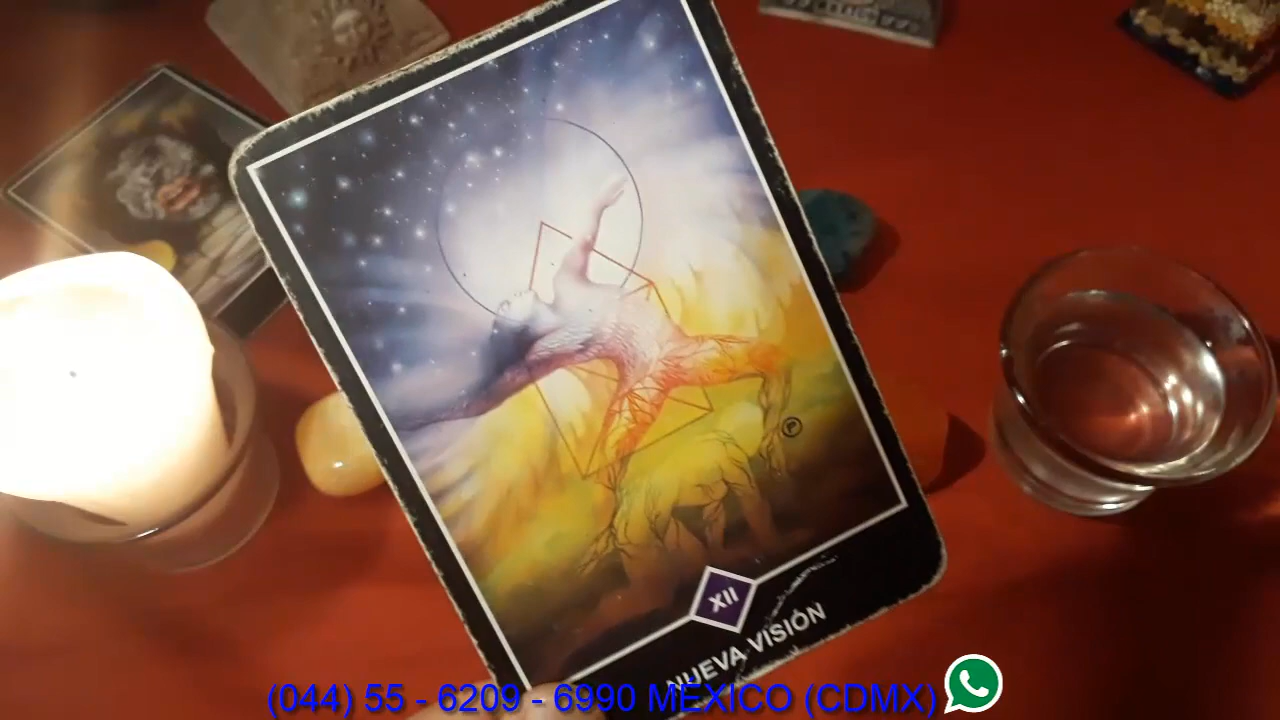 XII
NUEVA VISIÓN
(044) 55 - 6209 - 6990 MÉXICO (CDMX)